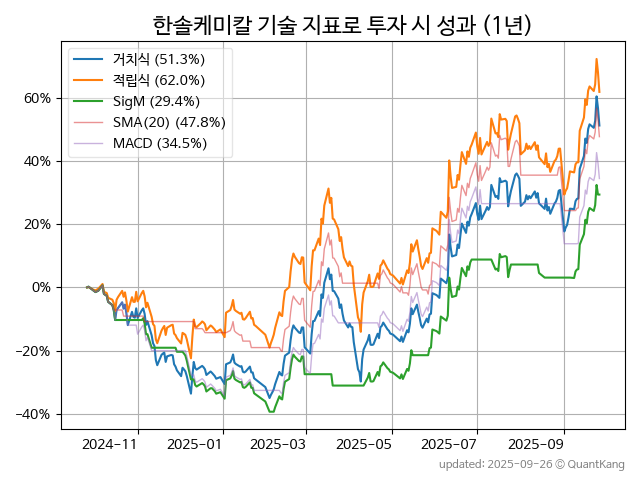 한솔케미칼 기술 지표로 투자 시 성과 (1년)
거치식 (51.3%)
적립식 (62.0%)
SigM (29.4%)
SMA(20) (47.8%)
MACD (34.5%)
60%
40%
20%
0%
−20%
−40%
2024-11 2025-01 2025-03 2025-05 2025-07 2025-09
updated: 2025-09-26 © QuantKang